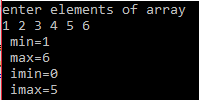 enter elements of array
1 2 3 4 5 6
min=1
max=6
imin=0
imax=5